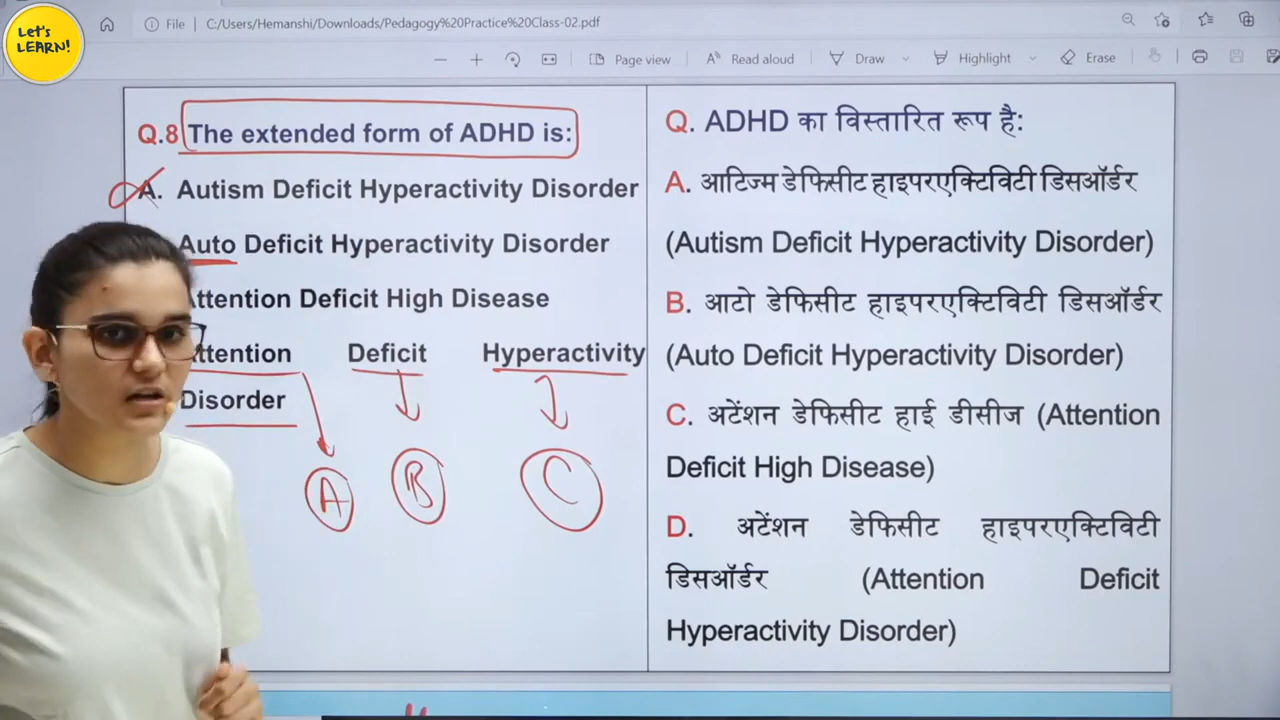 Let's
LEARN!
File | C:/Users/Hemanshi/Downloads/Pedagogy%20Practice%20Class-02.pdf
Page view Read aloud Draw Highlight Erase
Q.8 The extended form of ADHD is:
A. Autism Deficit Hyperactivity Disorder
Auto Deficit Hyperactivity Disorder
Attention Deficit High Disease
Attention Deficit Hyperactivity
Disorder
A B C
Q. ADHD का विस्तारित रूप है:
A. आटिज्म डेफिसीट हाइपरएक्टिविटी डिसऑर्डर
(Autism Deficit Hyperactivity Disorder)
B. आटो डेफिसीट हाइपरएक्टिविटी डिसऑर्डर
(Auto Deficit Hyperactivity Disorder)
C. अटेंशन डेफिसीट हाई डीसीज (Attention
Deficit High Disease)
D. अटेंशन डेफिसीट हाइपरएक्टिविटी
डिसऑर्डर (Attention Deficit
Hyperactivity Disorder)